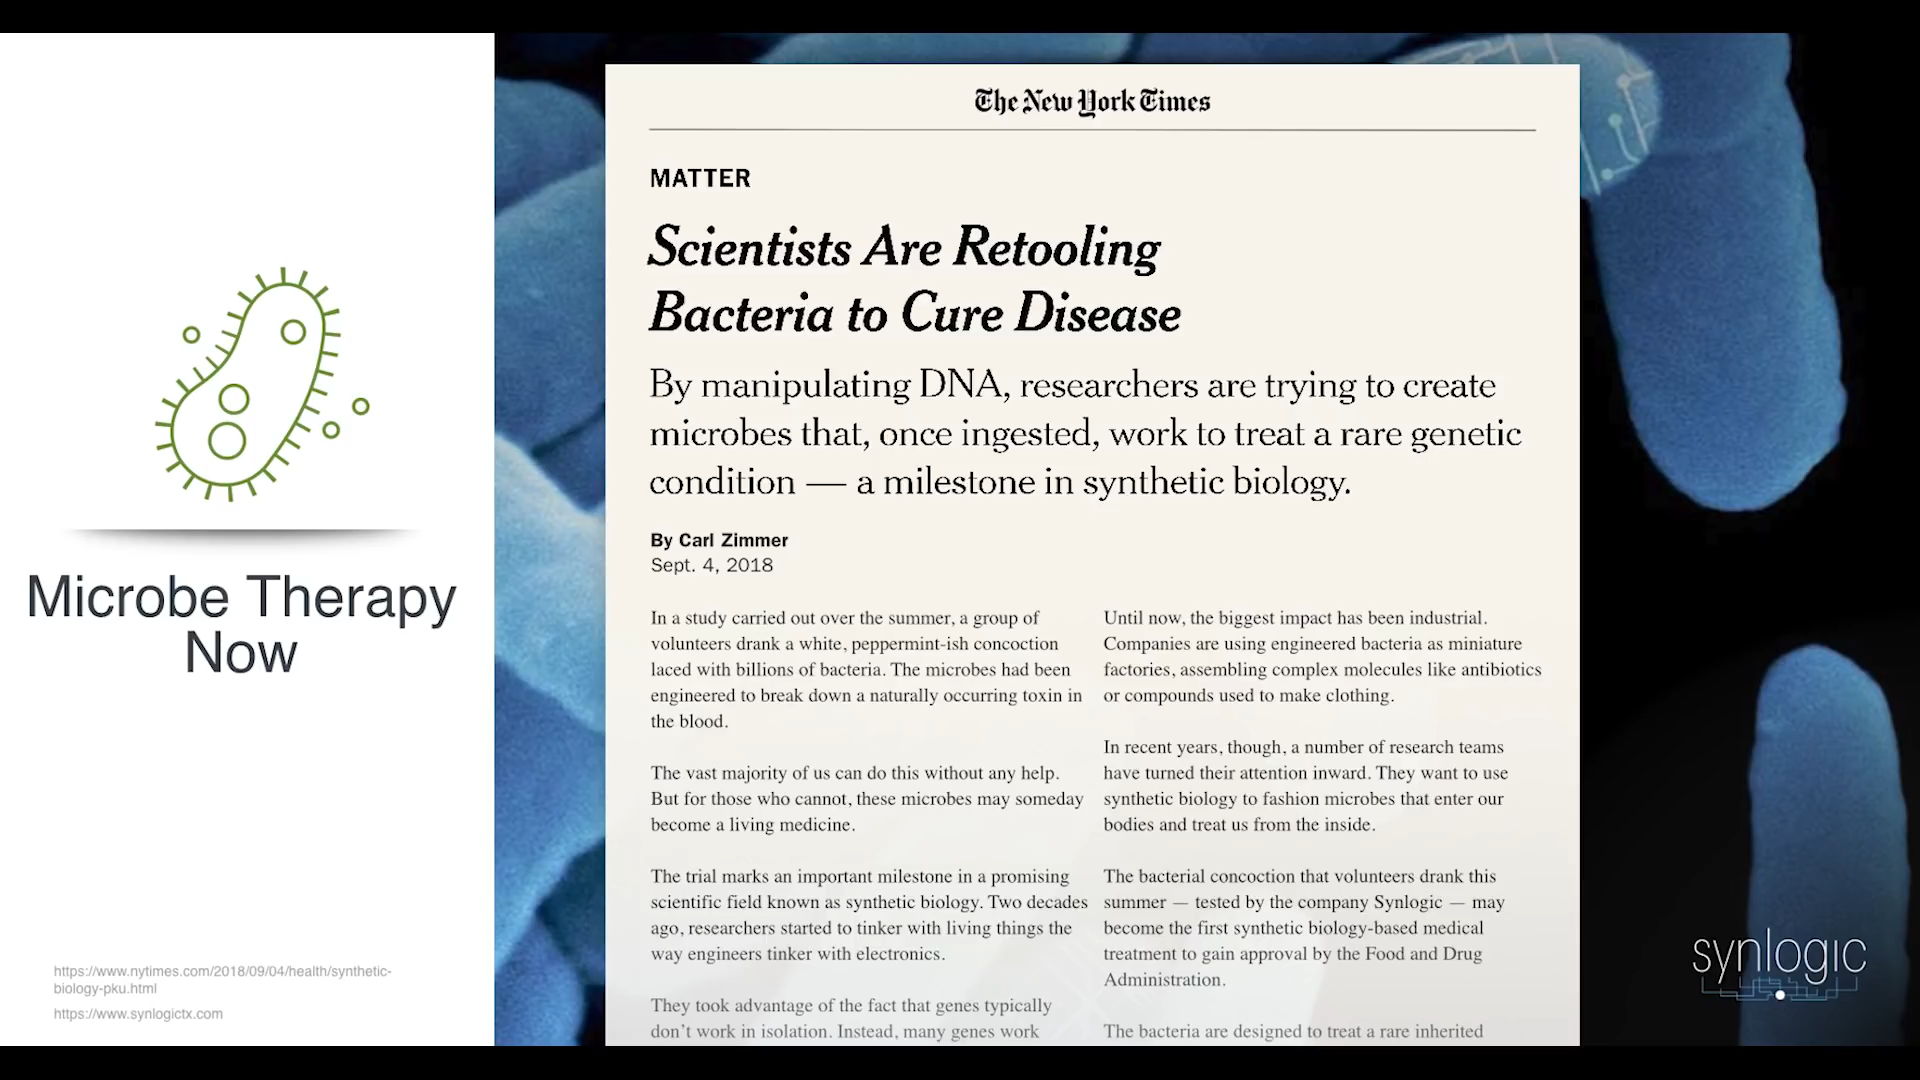 Microbe Therapy
Now
https://www.nytimes.com/2018/09/04/health/synthetic-
biology-pku.html
https://www.synlogictx.com
The New York Times
MATTER
Scientists Are Retooling
Bacteria to Cure Disease
By manipulating DNA, researchers are trying to create
microbes that, once ingested, work to treat a rare genetic
condition — a milestone in synthetic biology.
By Carl Zimmer
Sept. 4, 2018
In a study carried out over the summer, a group of
volunteers drank a white, peppermint-ish concoction
laced with billions of bacteria. The microbes had been
engineered to break down a naturally occurring toxin in
the blood.
The vast majority of us can do this without any help.
But for those who cannot, these microbes may someday
become a living medicine.
The trial marks an important milestone in a promising
scientific field known as synthetic biology. Two decades
ago, researchers started to tinker with living things the
way engineers tinker with electronics.
They took advantage of the fact that genes typically
don’t work in isolation. Instead, many genes work
Until now, the biggest impact has been industrial.
Companies are using engineered bacteria as miniature
factories, assembling complex molecules like antibiotics
or compounds used to make clothing.
In recent years, though, a number of research teams
have turned their attention inward. They want to use
synthetic biology to fashion microbes that enter our
bodies and treat us from the inside.
The bacterial concoction that volunteers drank this
summer — tested by the company Synlogic — may
become the first synthetic biology-based medical
treatment to gain approval by the Food and Drug
Administration.
The bacteria are designed to treat a rare inherited
synlogic